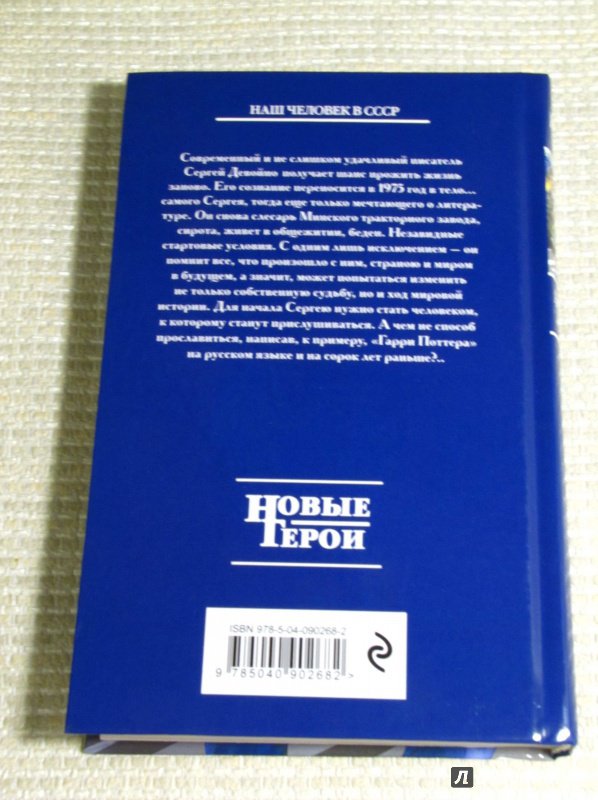 НАШ ЧЕЛОВЕК В СССР
Современный и не слишком удачливый писатель
Сергей Девойно получает шанс прожить жизнь
заново. Его сознание переносится в 1975 год в тело...
самого Сергея, тогда еще только мечтающего о литера-
туре. Он снова слесарь Минского тракторного завода,
сирота, живет в общежитии, беден. Незавидные
стартовые условия. С одним лишь исключением — он
помнит все, что произошло с ним, страною и миром
в будущем, а значит, может попытаться изменить
не только собственную судьбу, но и ход мировой
истории. Для начала Сергею нужно стать человеком,
к которому станут прислушиваться. А чем не способ
прославиться, написав, к примеру, «Гарри Поттера»
на русском языке и на сорок лет раньше?..
НОВЫЕ
ГЕРОИ
ISBN 978-5-04-090268-2
9 785040 902682 >
Л